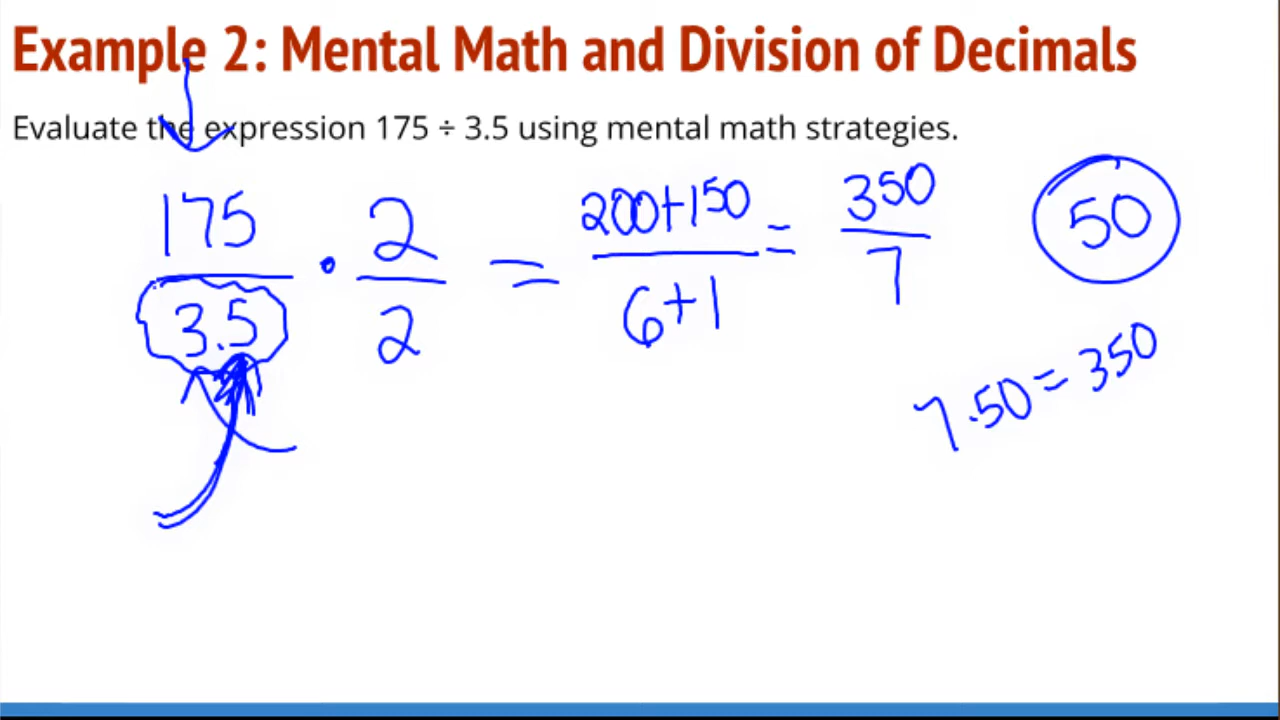 Example 2: Mental Math and Division of Decimals
Evaluate the expression 175 ÷ 3.5 using mental math strategies.
175/3.5 · 2/2 = 200+150/6+1 = 350/7
50
7·50=350